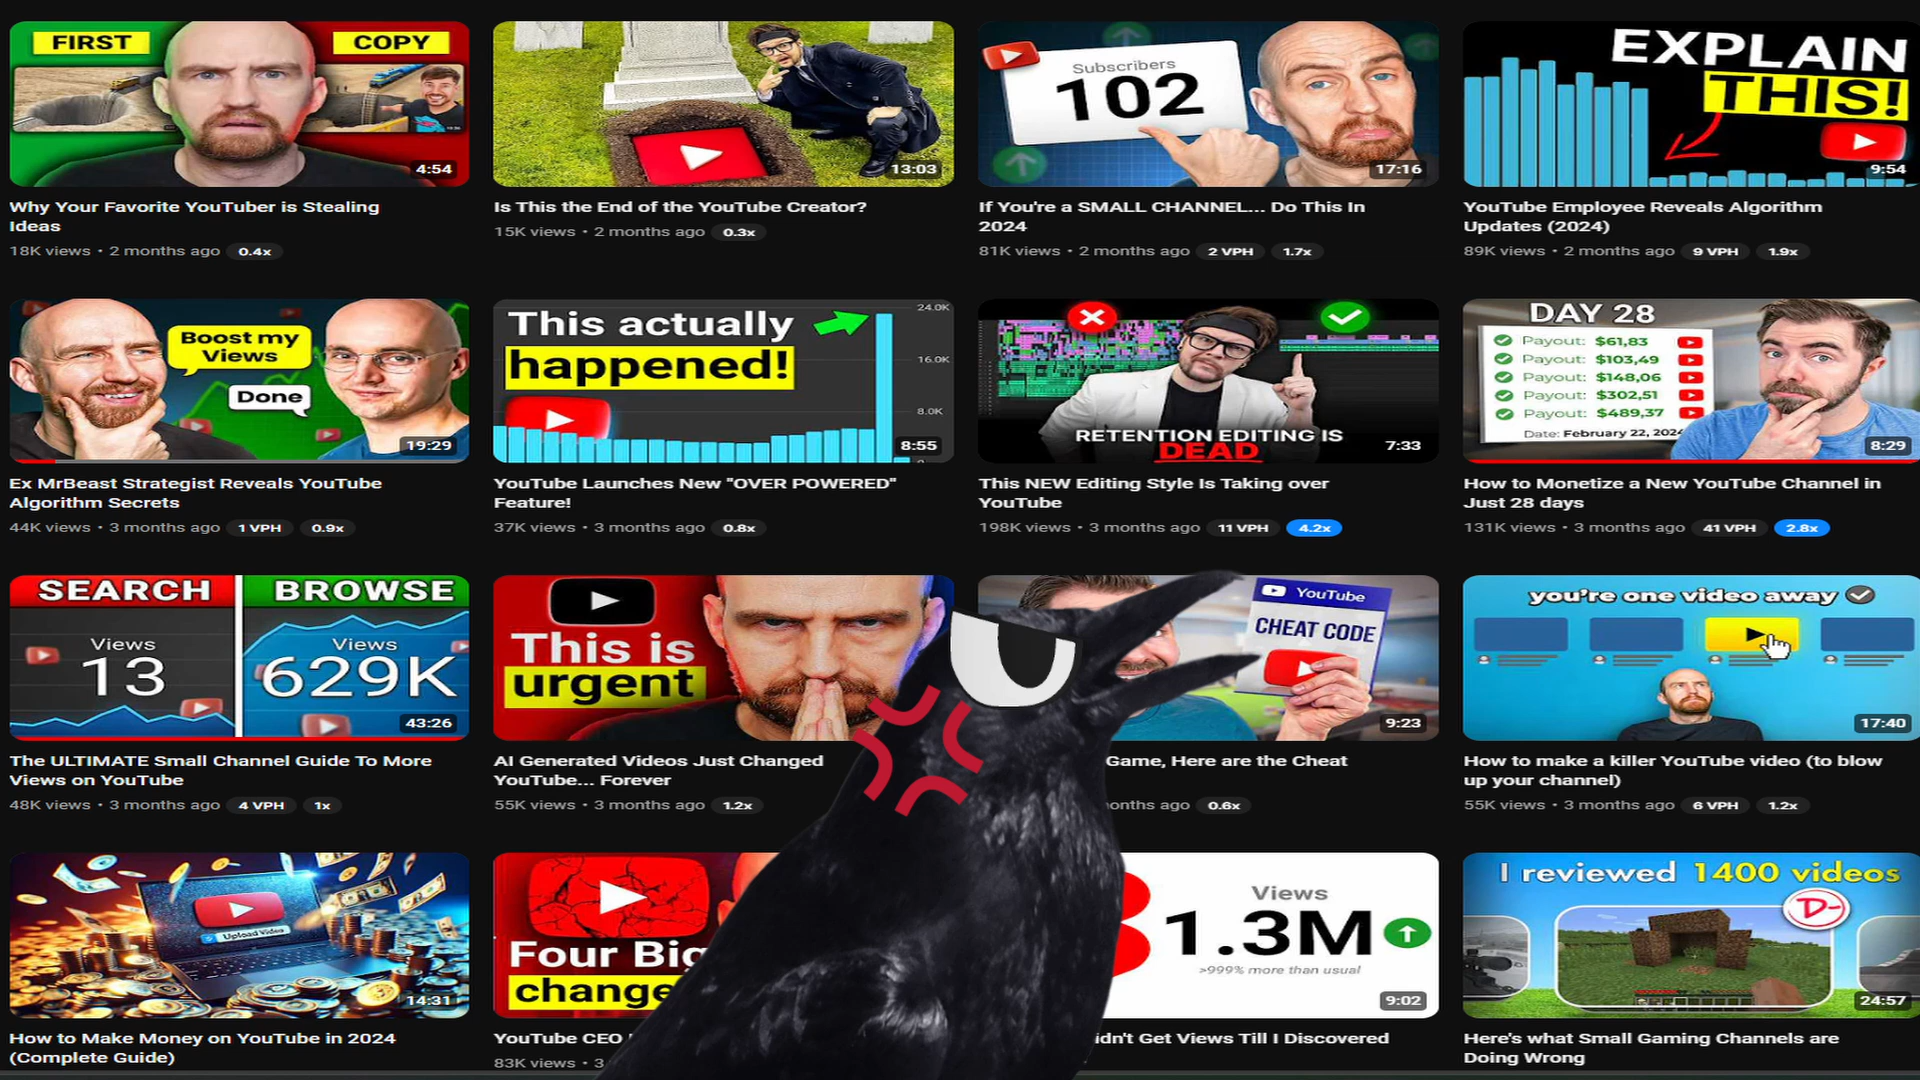 FIRST
COPY
4:54
Why Your Favorite YouTuber is Stealing
Ideas
18K views • 2 months ago 0.4x
13:03
Is This the End of the YouTube Creator?
15K views • 2 months ago 0.3x
Subscribers
102
17:16
If You're a SMALL CHANNEL... Do This In
2024
81K views • 2 months ago 2 VPH 1.7x
EXPLAIN
THIS!
9:54
YouTube Employee Reveals Algorithm
Updates (2024)
89K views • 2 months ago 9 VPH 1.9x
Boost my
Views
Done
19:29
Ex MrBeast Strategist Reveals YouTube
Algorithm Secrets
44K views • 3 months ago 1 VPH 0.9x
This actually
happened!
24.0K
16.0K
8.0K
8:55
YouTube Launches New "OVER POWERED"
Feature!
37K views • 3 months ago 0.8x
RETENTION EDITING IS
DEAD
7:33
This NEW Editing Style Is Taking over
YouTube
198K views • 3 months ago 11 VPH 4.2x
DAY 28
Payout: $61,83
Payout: $103,49
Payout: $148,06
Payout: $302,51
Payout: $489,37
Date: February 22, 2024
8:29
How to Monetize a New YouTube Channel in
Just 28 days
131K views • 3 months ago 41 VPH 2.8x
SEARCH
BROWSE
Views
13
Views
629K
43:26
The ULTIMATE Small Channel Guide To More
Views on YouTube
48K views • 3 months ago 4 VPH 1x
This is
urgent
AI Generated Videos Just Changed
YouTube... Forever
55K views • 3 months ago 1.2x
YouTube
CHEAT CODE
9:23
Game, Here are the Cheat
ago 0.6x
you're one video away
17:40
How to make a killer YouTube video (to blow
up your channel)
55K views • 3 months ago 6 VPH 1.2x
Upload Video
14:31
How to Make Money on YouTube in 2024
(Complete Guide)
Four Big
change
YouTube CEO
83K views • 3
Views
1.3M
>999% more than usual
9:02
Get Views Till I Discovered
I reviewed 1400 videos
D-
24:57
Here's what Small Gaming Channels are
Doing Wrong